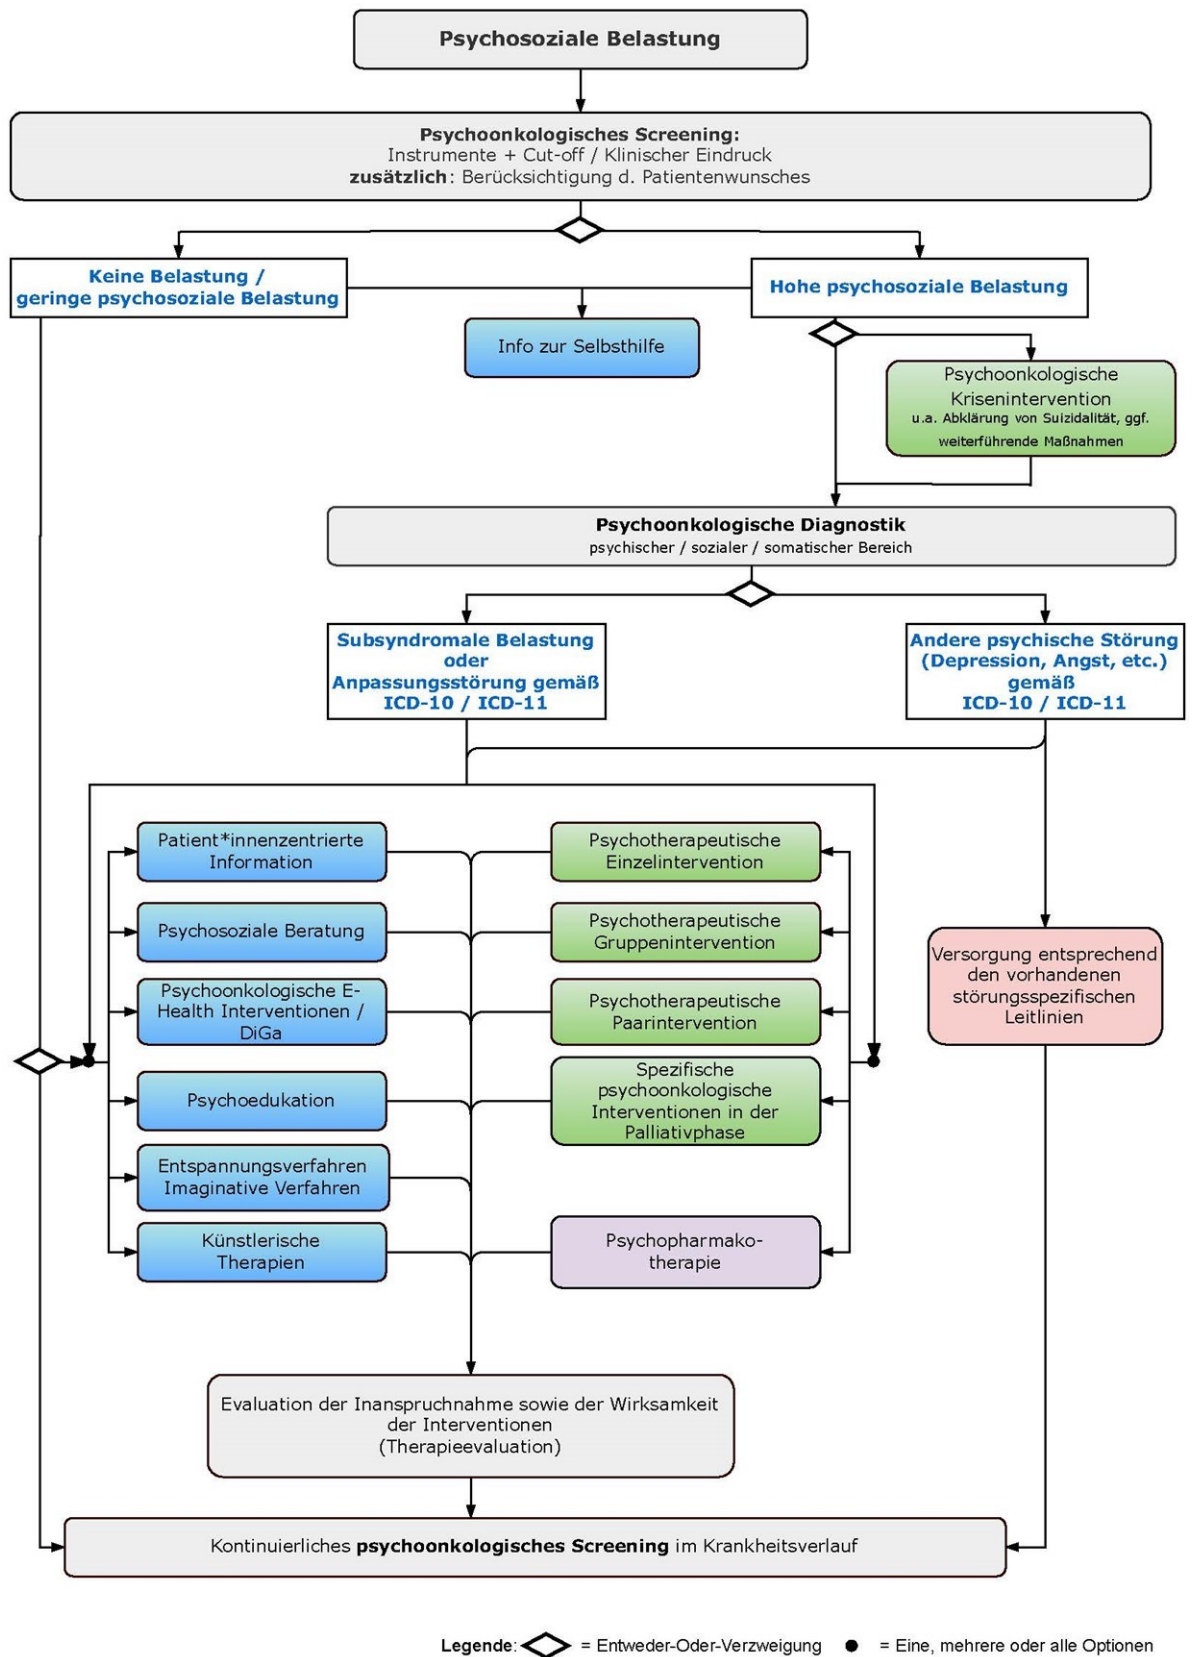 Psychosoziale Belastung
Psychoonkologisches Screening:
Instrumente + Cut-off / Klinischer Eindruck
zusätzlich: Berücksichtigung d. Patientenwunsches
Keine Belastung /
geringe psychosoziale Belastung
Hohe psychosoziale Belastung
Info zur Selbsthilfe
Psychoonkologische
Krisenintervention
u.a. Abklärung von Suizidalität, ggf.
weiterführende Maßnahmen
Psychoonkologische Diagnostik
psychischer / sozialer / somatischer Bereich
Subsyndromale Belastung
oder
Anpassungsstörung gemäß
ICD-10 / ICD-11
Andere psychische Störung
(Depression, Angst, etc.)
gemäß
ICD-10 / ICD-11
Patient*innenzentrierte
Information
Psychosoziale Beratung
Psychoonkologische E-
Health Interventionen /
DiGa
Psychoedukation
Entspannungsverfahren
Imaginative Verfahren
Künstlerische
Therapien
Psychotherapeutische
Einzelintervention
Psychotherapeutische
Gruppenintervention
Psychotherapeutische
Paarintervention
Spezifische
psychoonkologische
Interventionen in der
Palliativphase
Psychopharmako-
therapie
Versorgung entsprechend
den vorhandenen
störungsspezifischen
Leitlinien
Evaluation der Inanspruchnahme sowie der Wirksamkeit
der Interventionen
(Therapieevaluation)
Kontinuierliches psychoonkologisches Screening im Krankheitsverlauf
Legende: = Entweder-Oder-Verzweigung = Eine, mehrere oder alle Optionen